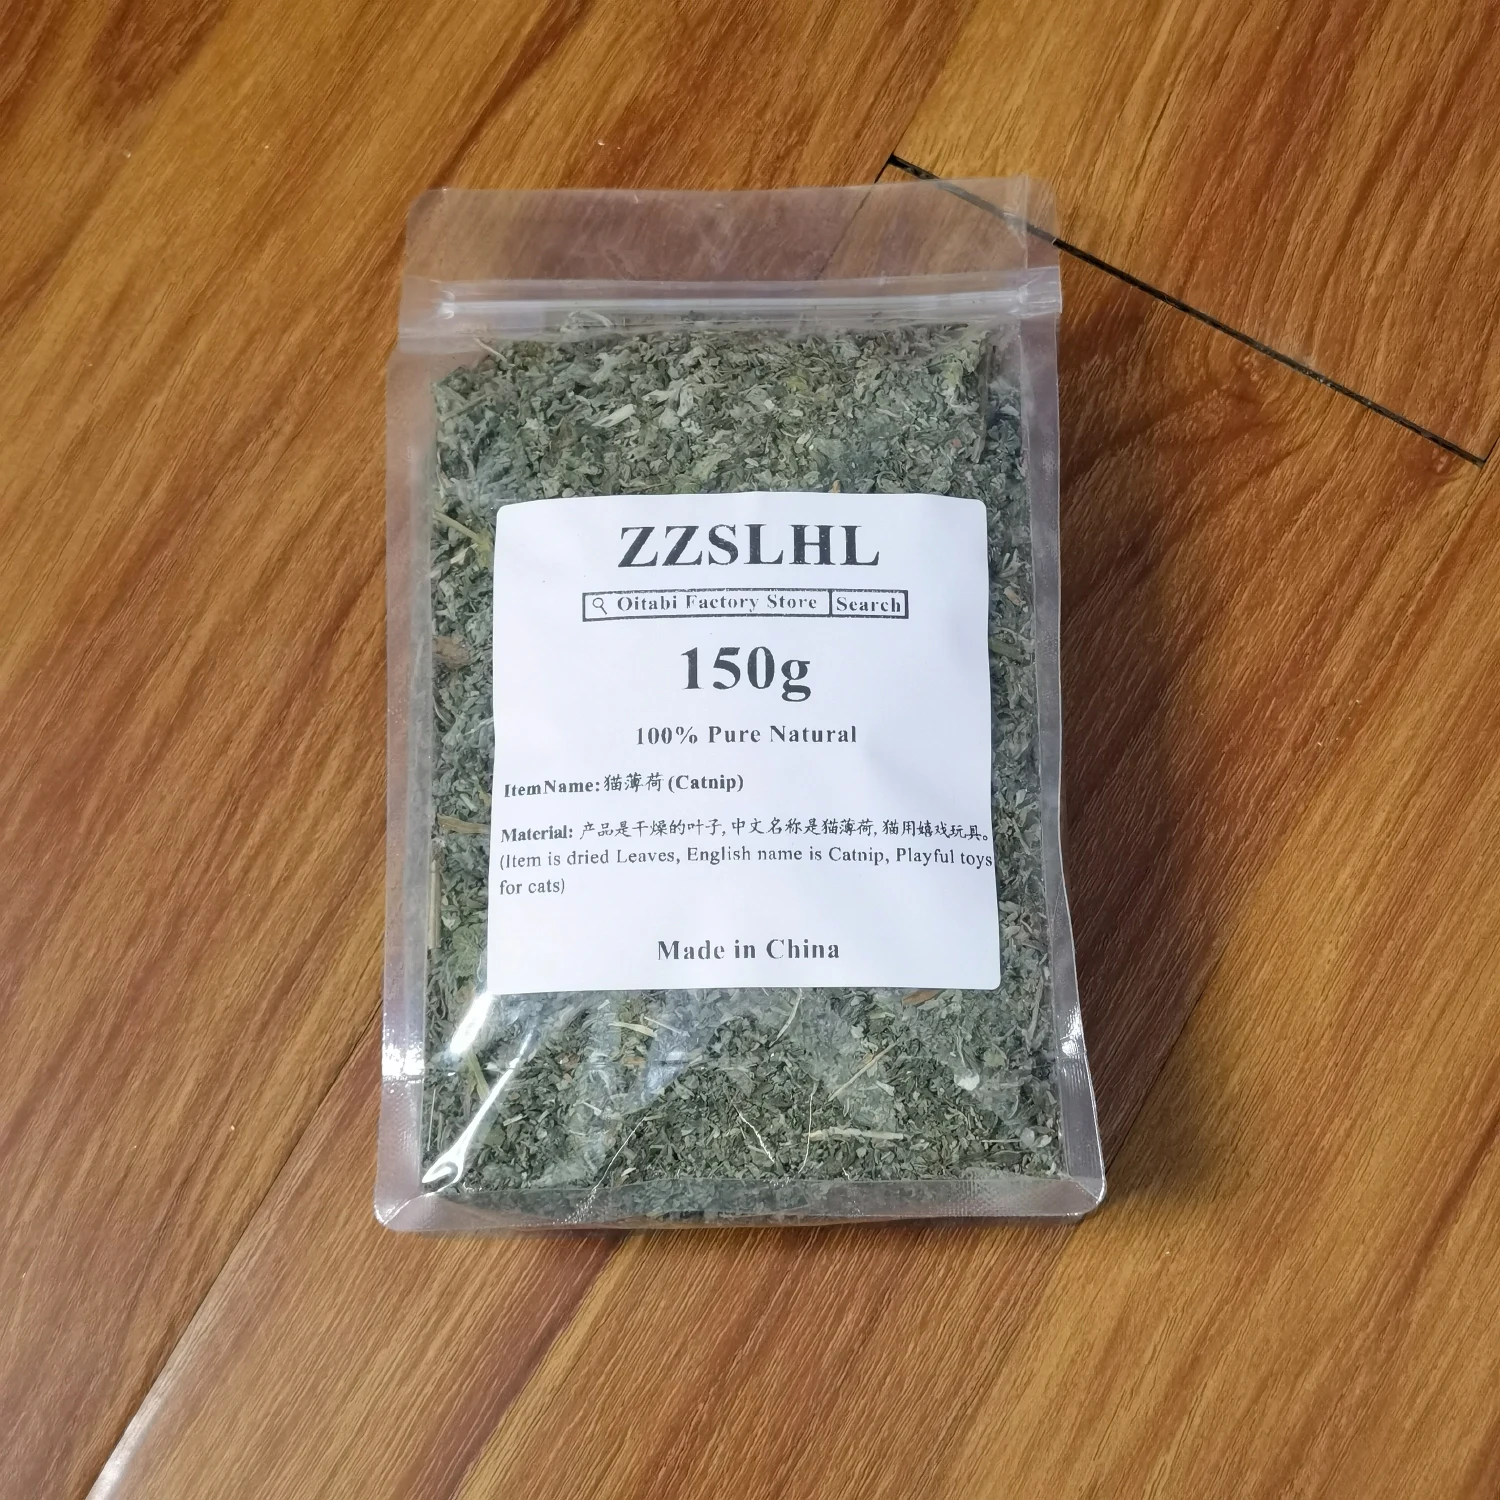 ZZSLHL
Oitabi Factory Store Search
150g
100% Pure Natural
ItemName:猫薄荷(Catnip)
Material: 产品是干燥的叶子,中文名称是猫薄荷,猫用嬉戏玩具。
(Item is dried Leaves, English name is Catnip, Playful toys
for cats)
Made in China